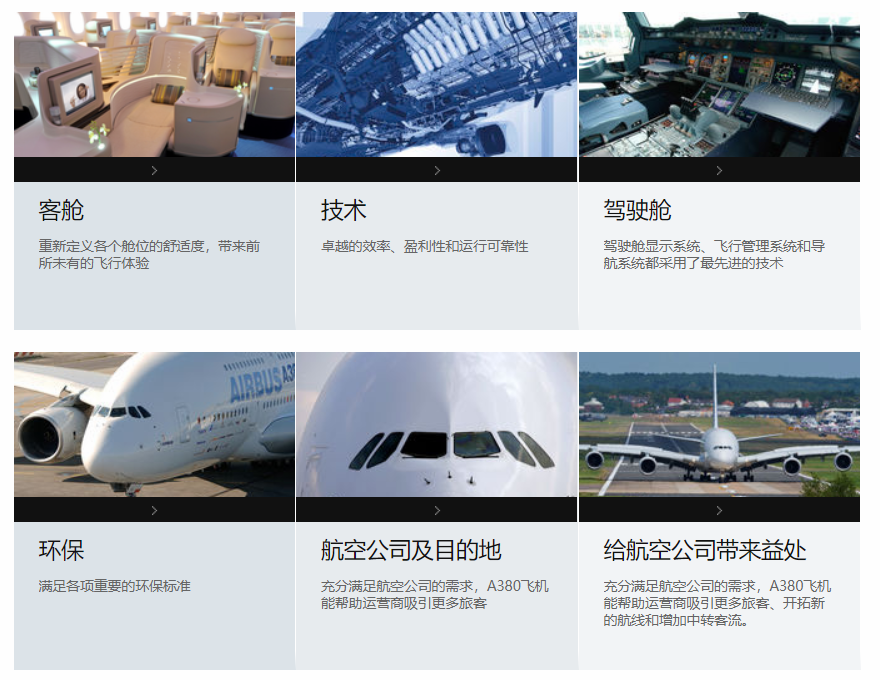 客舱
重新定义各个舱位的舒适度，带来前
所未有的飞行体验
技术
卓越的效率、盈利性和运行可靠性
驾驶舱
驾驶舱显示系统、飞行管理系统和导
航系统都采用了最先进的技术
AIRBUS A38
环保
满足各项重要的环保标准
航空公司及目的地
充分满足航空公司的需求，A380飞机
能帮助运营商吸引更多旅客
给航空公司带来益处
充分满足航空公司的需求，A380飞机
能帮助运营商吸引更多旅客、开拓新
的航线和增加中转客流。